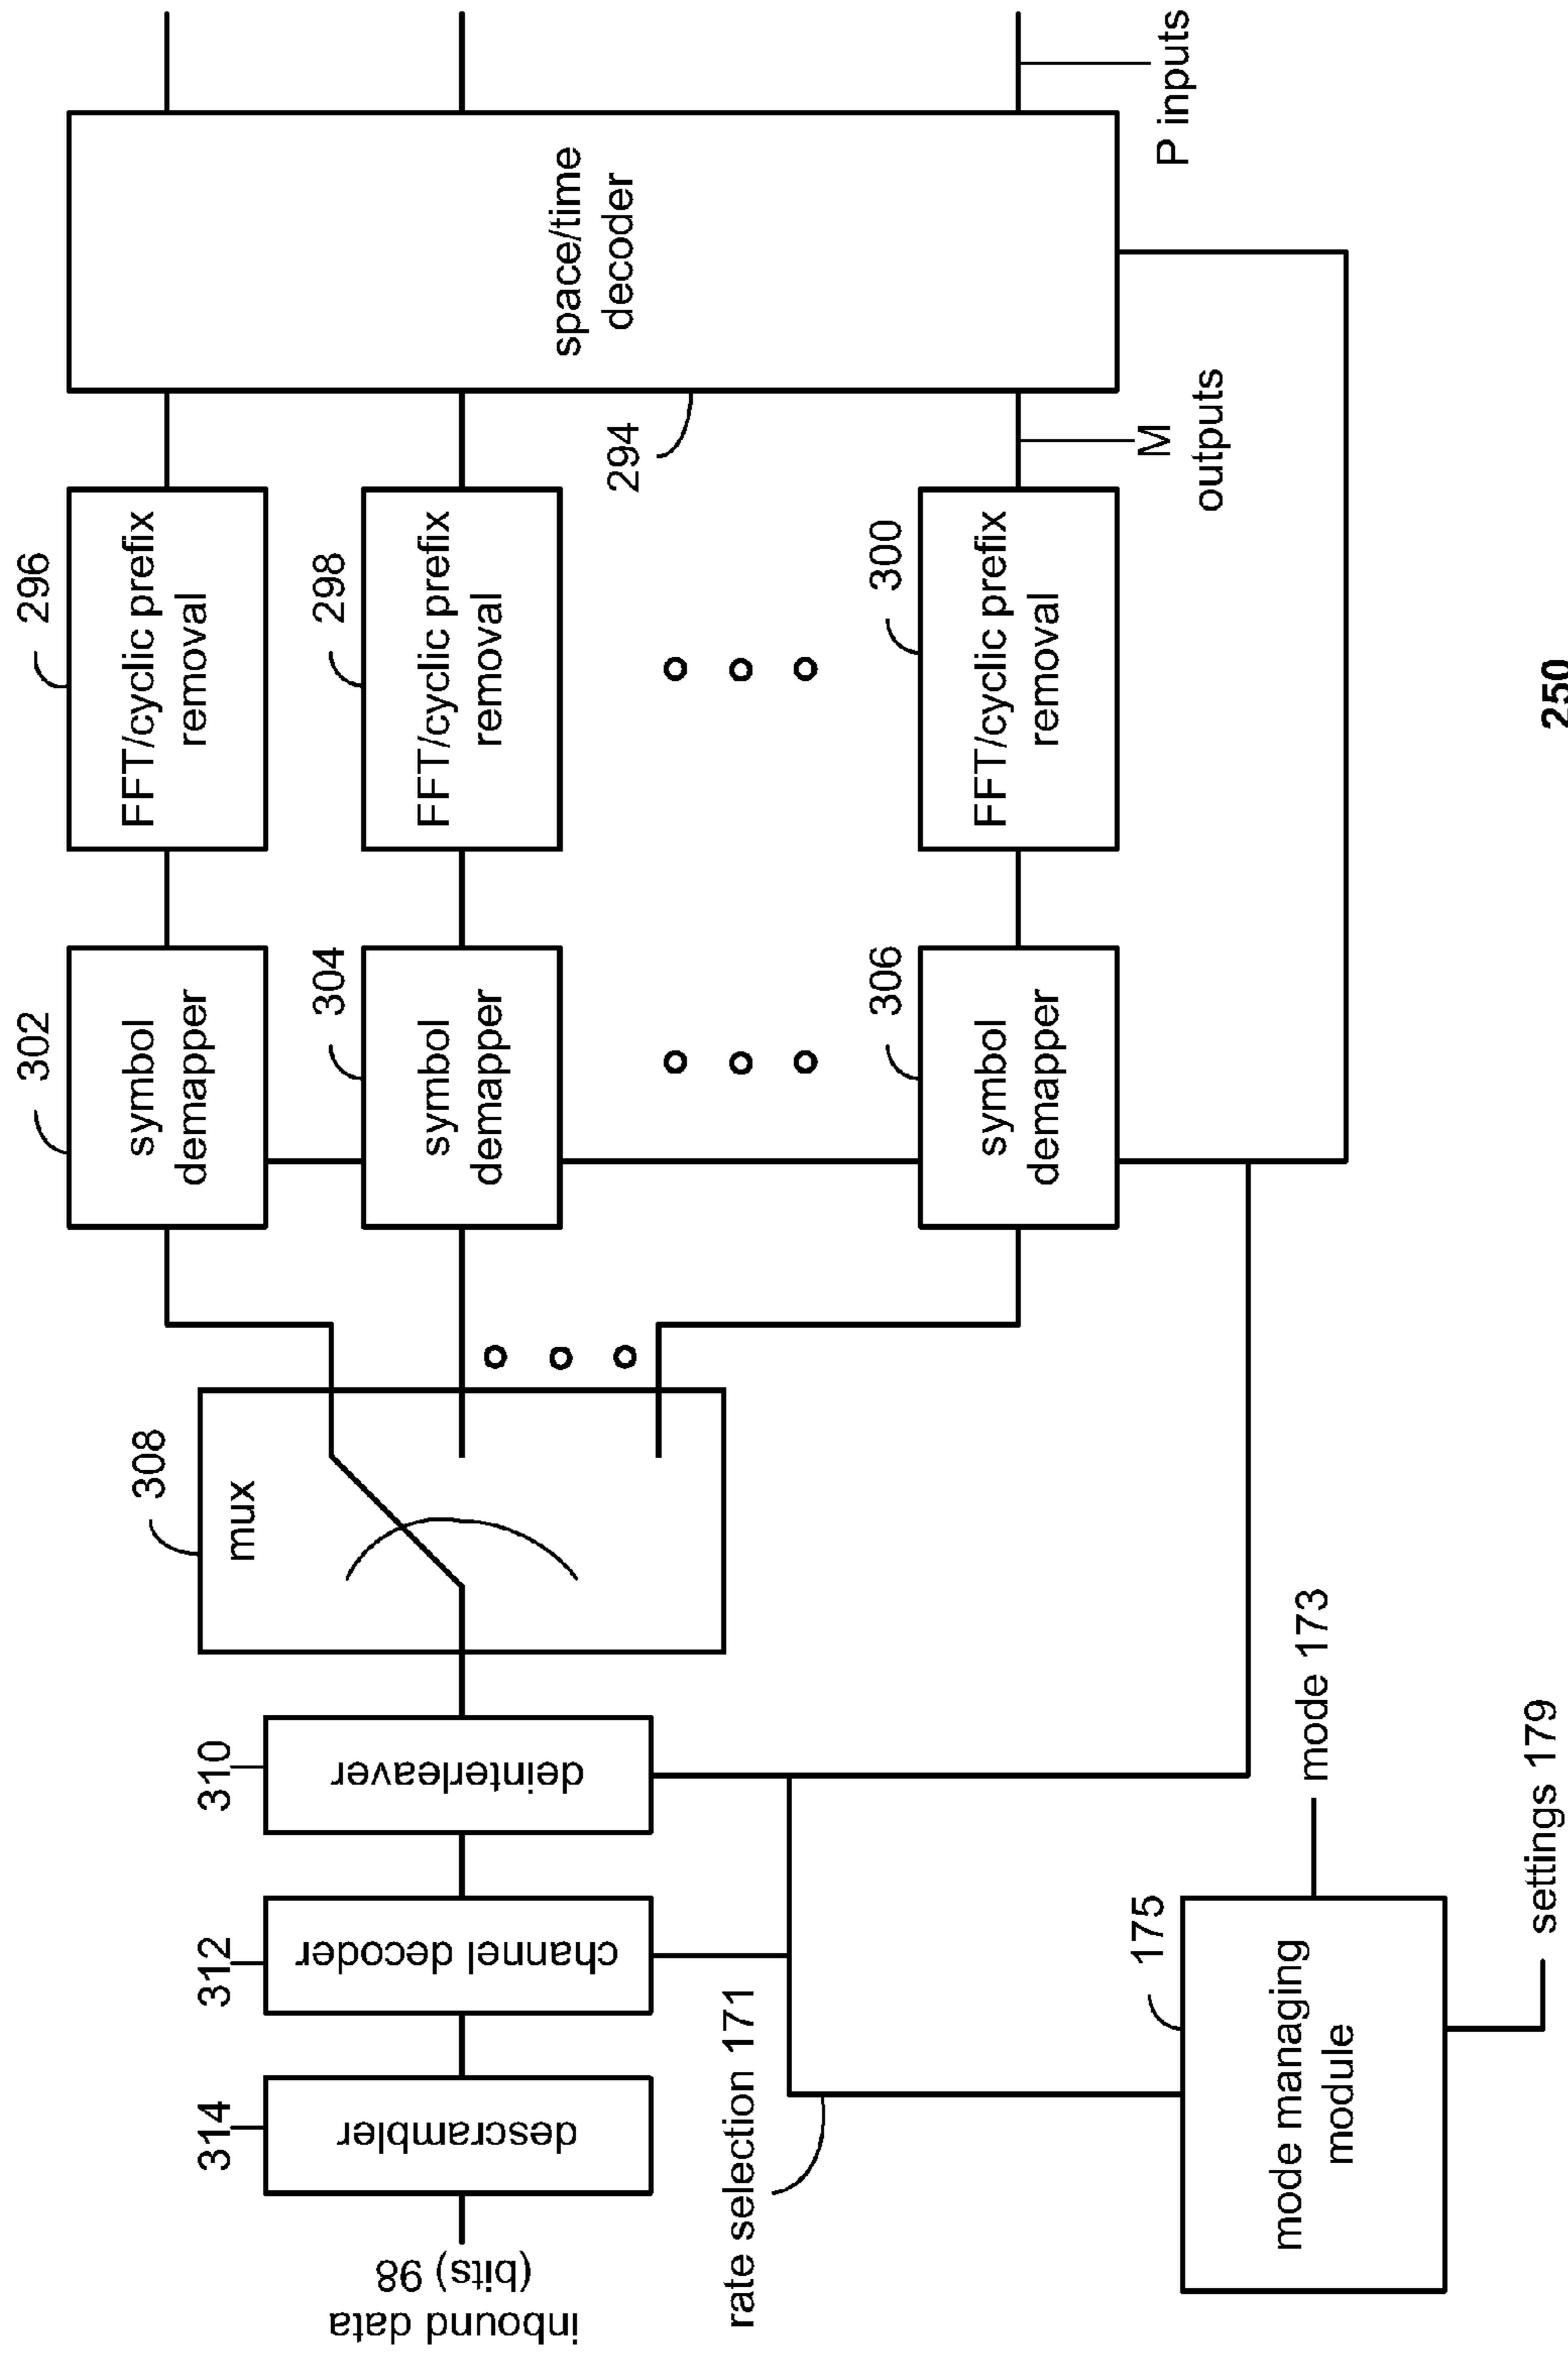 296
FFT/cyclic prefix
removal
302
symbol
demapper
298
FFT/cyclic prefix
removal
304
symbol
demapper
300
FFT/cyclic prefix
removal
306
symbol
demapper
space/time
decoder
294
P inputs
M
outputs
308
mux
310
deinterleaver
312
channel decoder
314
descrambler
inbound data
(bits) 98
rate selection 171
175
mode managing
module
mode 173
settings 179
250